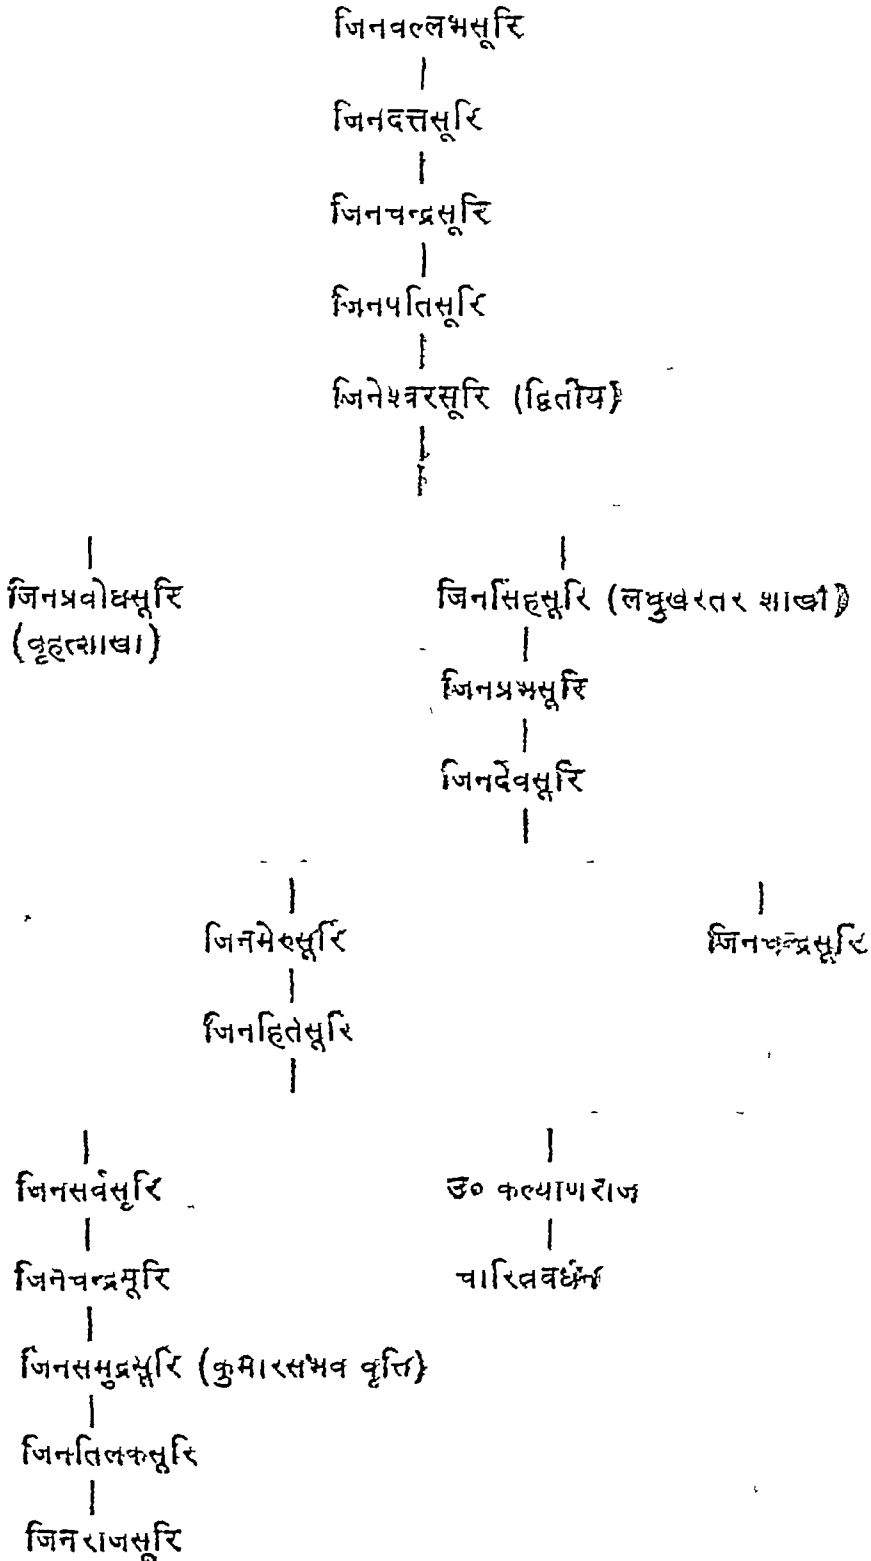 जिनवल्लभसूरि
जिनदत्तसूरि
जिनचन्द्रसूरि
जिनपतिसूरि
जिनेश्वरसूरि (द्वितीय)
जिनप्रवोधसूरि जिनसिंहसूरि (लघुखरतर शाखा)
(वृहत्शाखा)
जिनप्रभसूरि
जिनदेवसूरि
जिनमेरुसूरि जिनचन्द्रसूरि
जिनहितसूरि
जिनसर्वसूरि उ० कल्याणराज
जिनचन्द्रसूरि चारित्रवर्धन
जिनसमुद्रसूरि (कुमारसंभव वृत्ति)
जिनतिलकसूरि
जिनराजसूरि